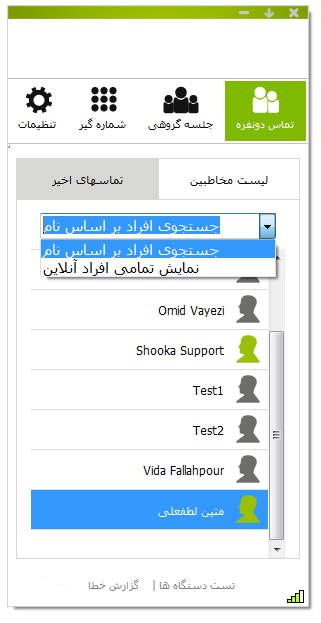 تماس دونفره
جلسه گروهی
شماره گیر
تنظیمات
لیست مخاطبین
تماسهای اخیر
جستجوی افراد بر اساس نام
جستجوی افراد بر اساس نام
نمایش تمامی افراد آنلاین
Omid Vayezi
Shooka Support
Test1
Test2
Vida Fallahpour
متین لطفعلی
تست دستگاه ها | گزارش خطا